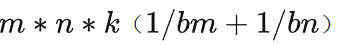 m * n * k（1/bm + 1/bn）